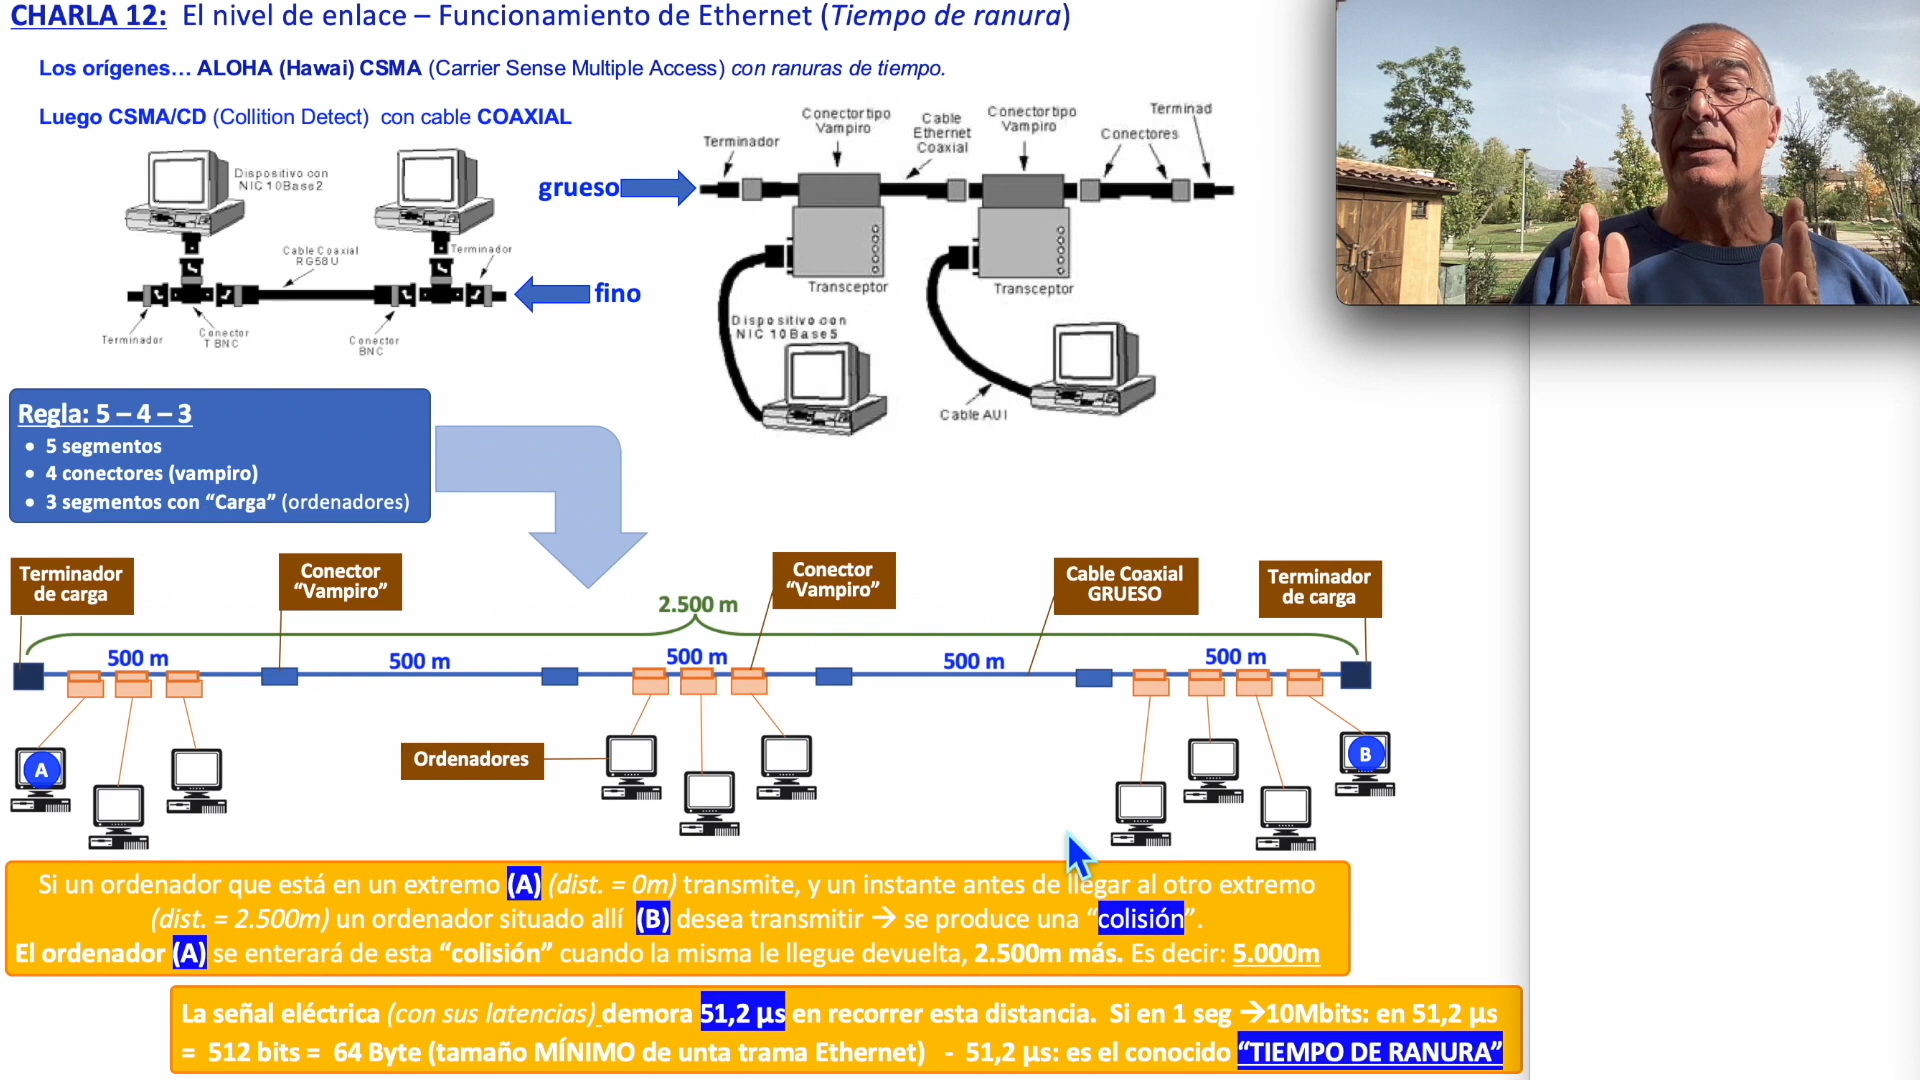 CHARLA 12: El nivel de enlace – Funcionamiento de Ethernet (Tiempo de ranura)
Los orígenes... ALOHA (Hawai) CSMA (Carrier Sense Multiple Access) con ranuras de tiempo.
Luego CSMA/CD (Collition Detect) con cable COAXIAL
Dispositivo con
NIC 10Base2
Cable Coaxial
RG58U
Terminador
Terminador
Conector
T BNC
Conector
BNC
fino
grueso
Terminador
Conector tipo
Vampiro
Cable
Ethernet
Coaxial
Conector tipo
Vampiro
Conectores
Terminad
Transceptor
Transceptor
Dispositivo con
NIC 10Base5
Cable AUI
Regla: 5 – 4 – 3
• 5 segmentos
• 4 conectores (vampiro)
• 3 segmentos con “Carga” (ordenadores)
Terminador
de carga
Conector
“Vampiro”
2.500 m
Conector
“Vampiro”
Cable Coaxial
GRUESO
Terminador
de carga
500 m
500 m
500 m
500 m
500 m
Ordenadores
A
B
Si un ordenador que está en un extremo (A) (dist. = 0m) transmite, y un instante antes de llegar al otro extremo
(dist. = 2.500m) un ordenador situado allí (B) desea transmitir → se produce una “colisión”.
El ordenador (A) se enterará de esta “colisión” cuando la misma le llegue devuelta, 2.500m más. Es decir: 5.000m
La señal eléctrica (con sus latencias) demora 51,2 µs en recorrer esta distancia. Si en 1 seg →10Mbits: en 51,2 µs
= 512 bits = 64 Byte (tamaño MÍNIMO de unta trama Ethernet) - 51,2 µs: es el conocido “TIEMPO DE RANURA”